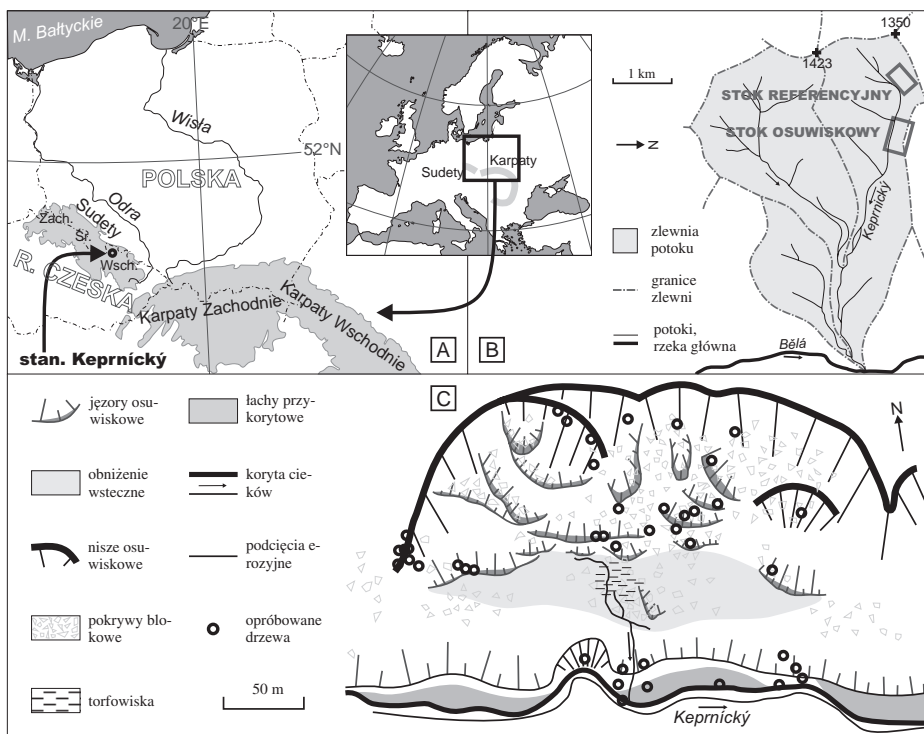 M. Bałtyckie
20°E
Wisła
52°N
POLSKA
Odra
Sudety
Zach.
Śr.
Wsch.
R. CZESKA
Karpaty Zachodnie
Karpaty Wschodnie
stan. Keprnícký
A
Sudety
Karpaty
B
1350
1423
1 km
STOK REFERENCYJNY
STOK OSUWISKOWY
N
Keprnický
zlewnia
potoku
granice
zlewni
potoki,
rzeka główna
Bělá
języory osu-
wiskowe
łachy przy-
korytowe
obniżenie
wsteczne
koryta cie-
ków
nisze osu-
wiskowe
podcięcia e-
rozyjne
pokrywy blo-
kowe
opróbowane
drzewa
torfowiska
50 m
C
N
Keprnický